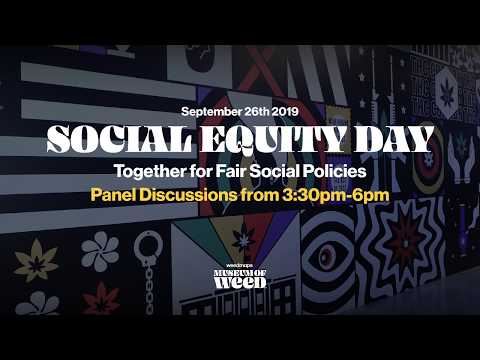 September 26th 2019
SOCIAL EQUITY DAY
Together for Fair Social Policies
Panel Discussions from 3:30pm-6pm
weedmaps
MUSEUM OF
WEED